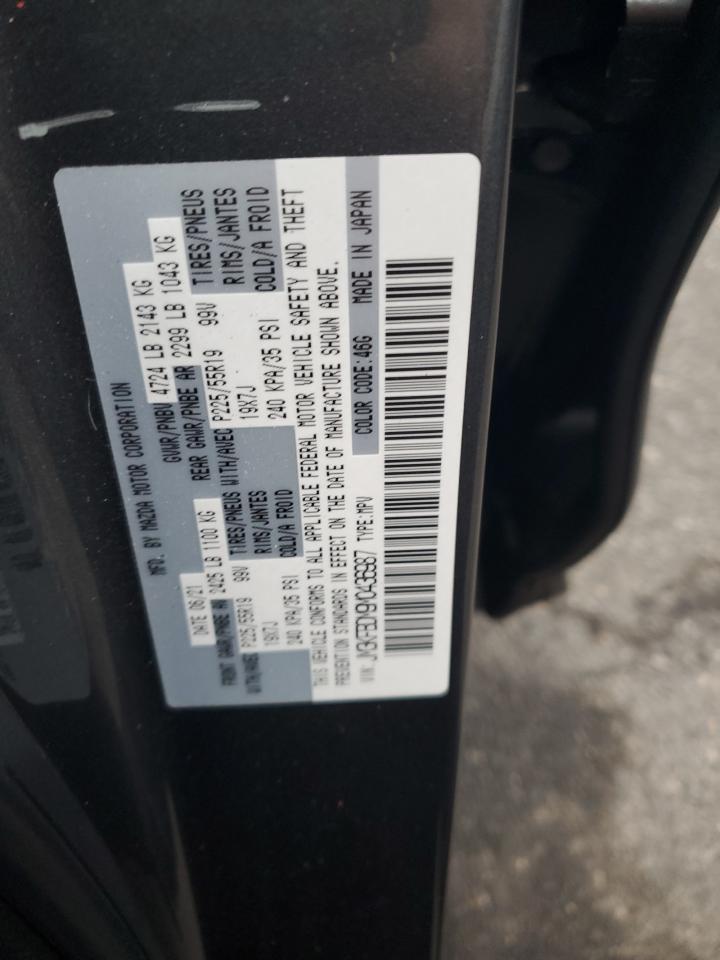 MFD. BY MAZDA MOTOR CORPORATION
DATE 06/21 GVWR/PNBV 4724 LB 2143 KG
FRONT GAWR/PNBE AV 2425 LB 1100 KG REAR GAWR/PNBE AR 2299 LB 1043 KG
WITH/AVEC P225/55R19 99V TIRES/PNEUS WITH/AVEC P225/55R19 99V TIRES/PNEUS
19X7J RIMS/JANTES 19X7J RIMS/JANTES
240 KPA/35 PSI COLD/A FROID 240 KPA/35 PSI COLD/A FROID
THIS VEHICLE CONFORMS TO ALL APPLICABLE FEDERAL MOTOR VEHICLE SAFETY AND THEFT
PREVENTION STANDARDS IN EFFECT ON THE DATE OF MANUFACTURE SHOWN ABOVE.
COLOR CODE:46G MADE IN JAPAN
VIN: TYPE:MPV